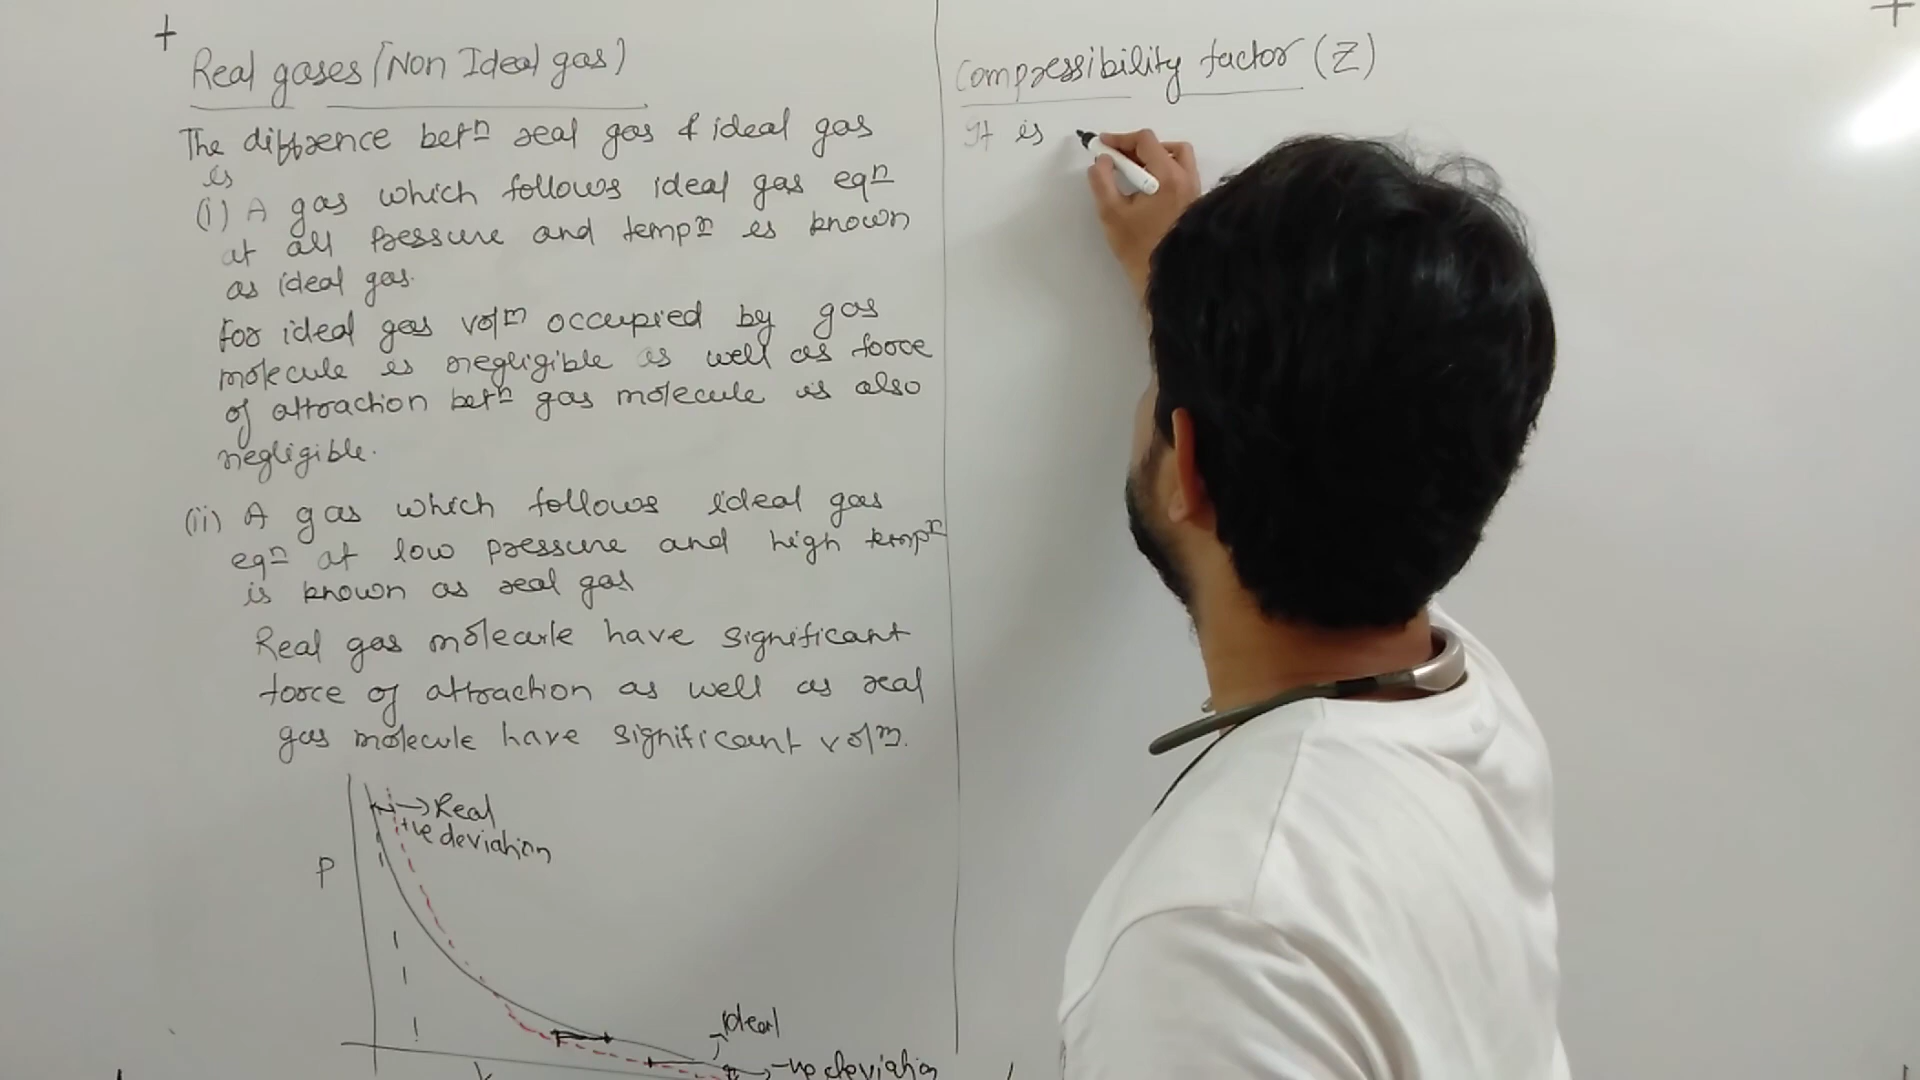 Real gases (Non Ideal gas)
The diffrence betn real gas & ideal gas
is
(i) A gas which follows ideal gas eqn
at all pressure and tempr is known
as ideal gas.
for ideal gas volm occupied by gas
molecule is negligible as well as force
of attraction betn gas molecule is also
negligible.
(ii) A gas which follows ideal gas
eqn at low pressure and high tempr
is known as real gas
Real gas molecule have significant
force of attraction as well as real
gas molecule have significant volm.
Real
+ve deviation
P
Ideal
-ve deviation
V
Compressibility factor (Z)
It is